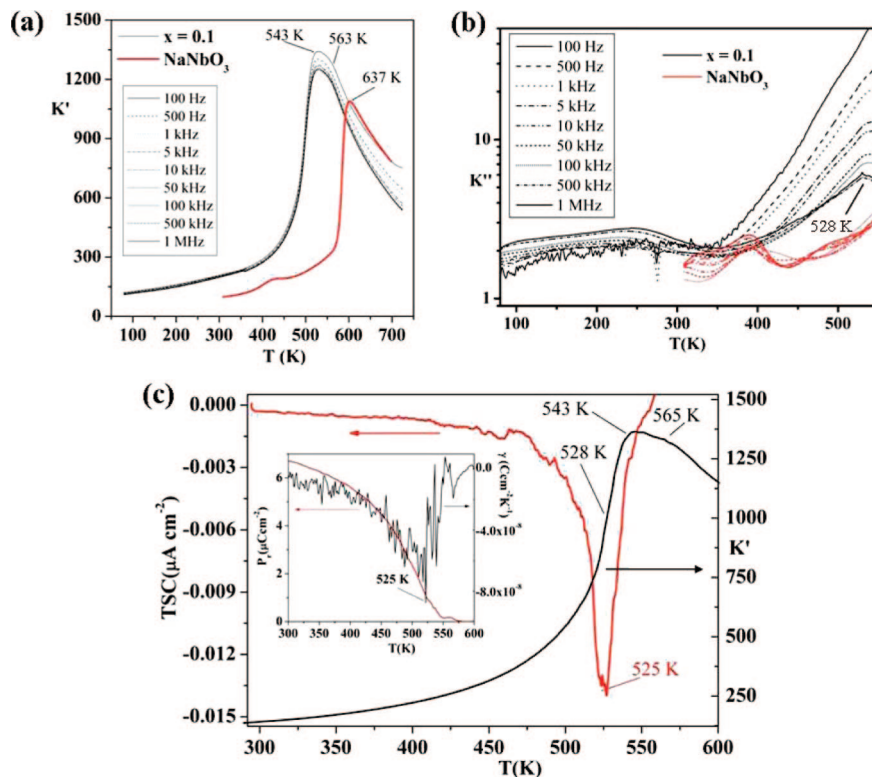 (a)
1500
1350
1200
1050
K'
900
750
600
450
300
150
0
543 K
563 K
637 K
x = 0.1
NaNbO3
100 Hz
500 Hz
1 kHz
5 kHz
10 kHz
50 kHz
100 kHz
500 kHz
1 MHz
100 200 300 400 500 600 700
T (K)
(b)
10
K''
1
100 Hz
500 Hz
1 kHz
5 kHz
10 kHz
50 kHz
100 kHz
500 kHz
1 MHz
x = 0.1
NaNbO3
528 K
100 200 300 400 500
T(K)
(c)
0.000
-0.003
-0.006
-0.009
-0.012
-0.015
TSC(μA cm-2)
543 K
565 K
528 K
525 K
1500
1250
1000
750
500
250
K'
6
4
2
0
Pr(μCcm-2)
0.0
-4.0x10-8
-8.0x10-8
γ (Ccm-2K-1)
525 K
300 350 400 450 500 550 600
T(K)
300 350 400 450 500 550 600
T(K)